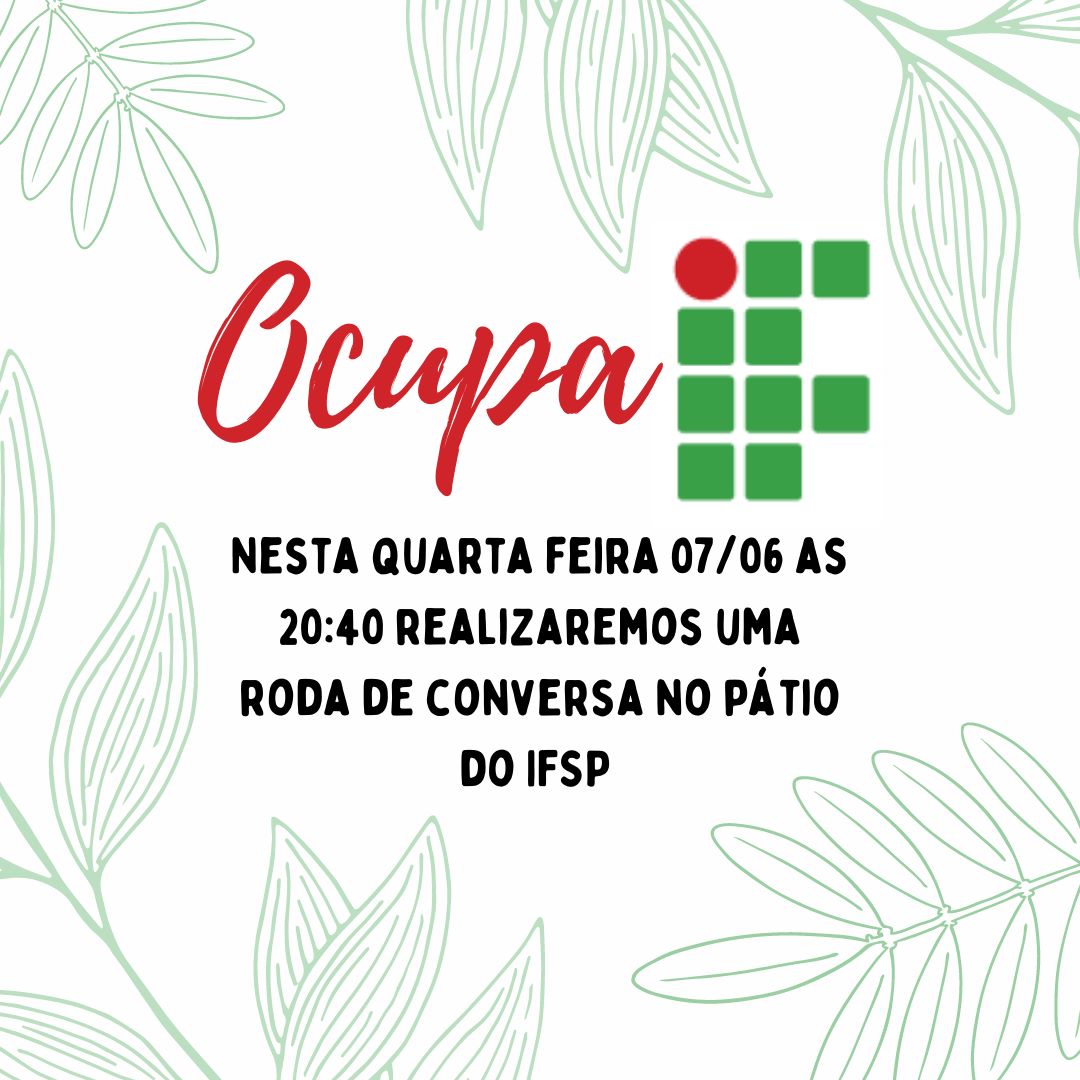 Ocupa
NESTA QUARTA FEIRA 07/06 AS
20:40 REALIZAREMOS UMA
RODA DE CONVERSA NO PÁTIO
DO IFSP